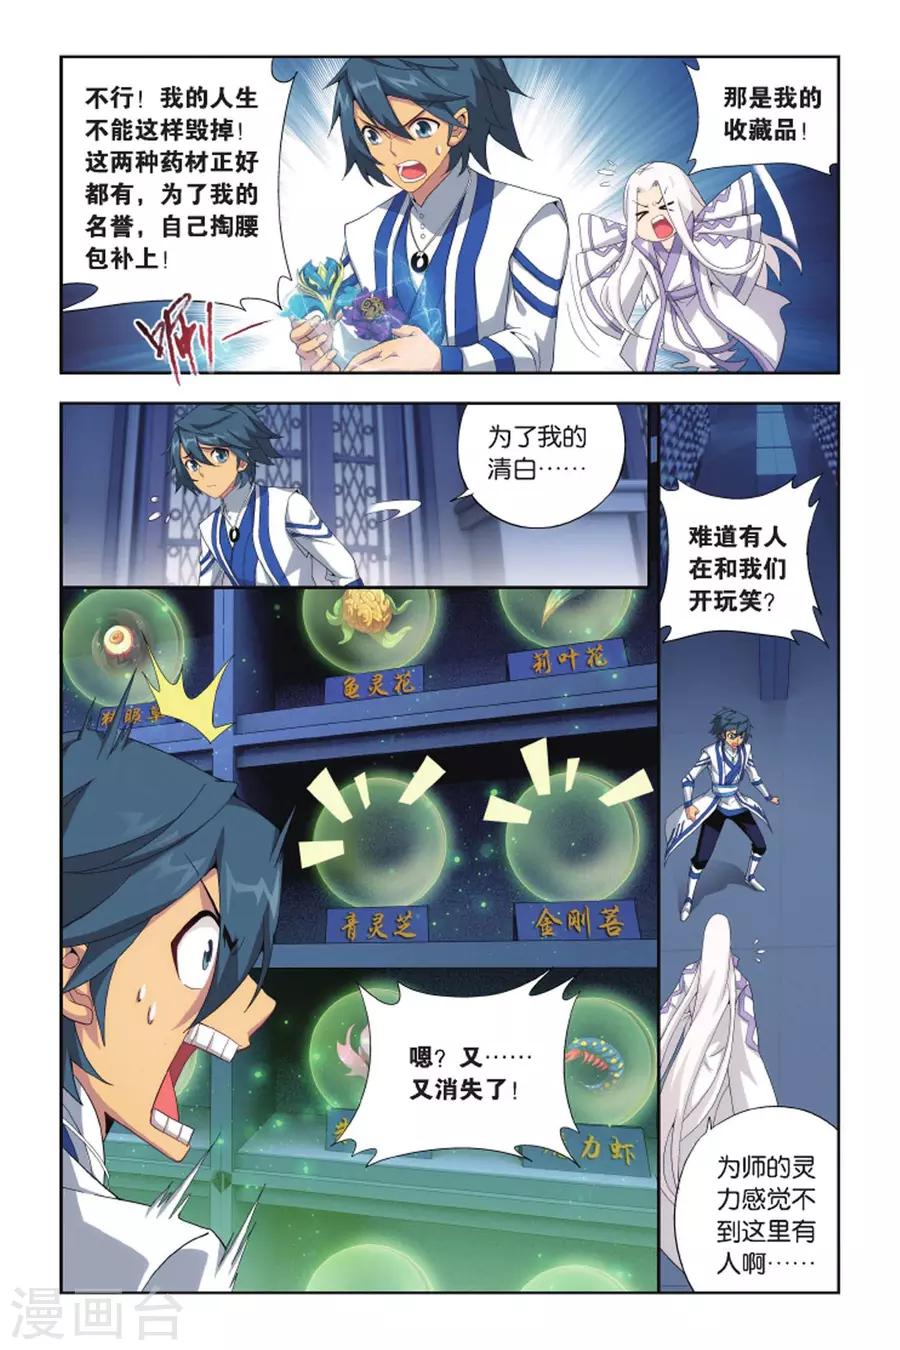 不行！我的人生
不能这样毁掉！
这两种药材正好
都有，为了我的
名誉，自己掏腰
包补上！
那是我的
收藏品！
唰
为了我的
清白……
难道有人
在和我们
开玩笑？
龟灵花
莉叶花
青灵芝
金刚菩
嗯？又……
又消失了！
力虾
为师的灵
力感觉不
到这里有
人啊……
漫画台